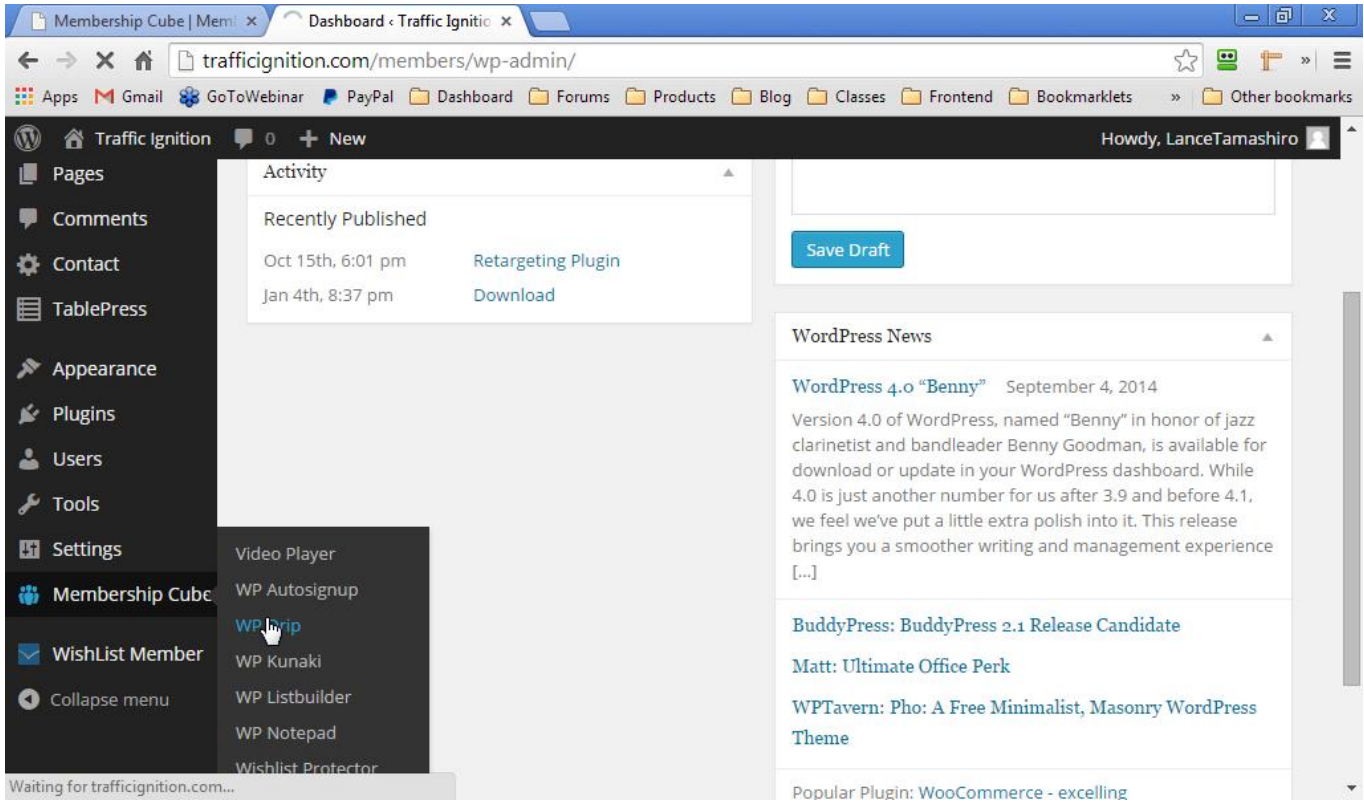 Membership Cube | Mem
Dashboard ‹ Traffic Ignitio
trafficignition.com/members/wp-admin/
Apps Gmail GoToWebinar PayPal Dashboard Forums Products Blog Classes Frontend Bookmarklets » Other bookmarks
Traffic Ignition 0 + New Howdy, LanceTamashiro
Pages
Comments
Contact
TablePress
Appearance
Plugins
Users
Tools
Settings
Membership Cube
WishList Member
Collapse menu
Video Player
WP Autosignup
WP Drip
WP Kunaki
WP Listbuilder
WP Notepad
Wishlist Protector
Activity
Recently Published
Oct 15th, 6:01 pm Retargeting Plugin
Jan 4th, 8:37 pm Download
Save Draft
WordPress News
WordPress 4.0 “Benny” September 4, 2014
Version 4.0 of WordPress, named “Benny” in honor of jazz
clarinetist and bandleader Benny Goodman, is available for
download or update in your WordPress dashboard. While
4.0 is just another number for us after 3.9 and before 4.1,
we feel we’ve put a little extra polish into it. This release
brings you a smoother writing and management experience
[…]
BuddyPress: BuddyPress 2.1 Release Candidate
Matt: Ultimate Office Perk
WPTavern: Pho: A Free Minimalist, Masonry WordPress
Theme
Popular Plugin: WooCommerce - excelling
Waiting for trafficignition.com...